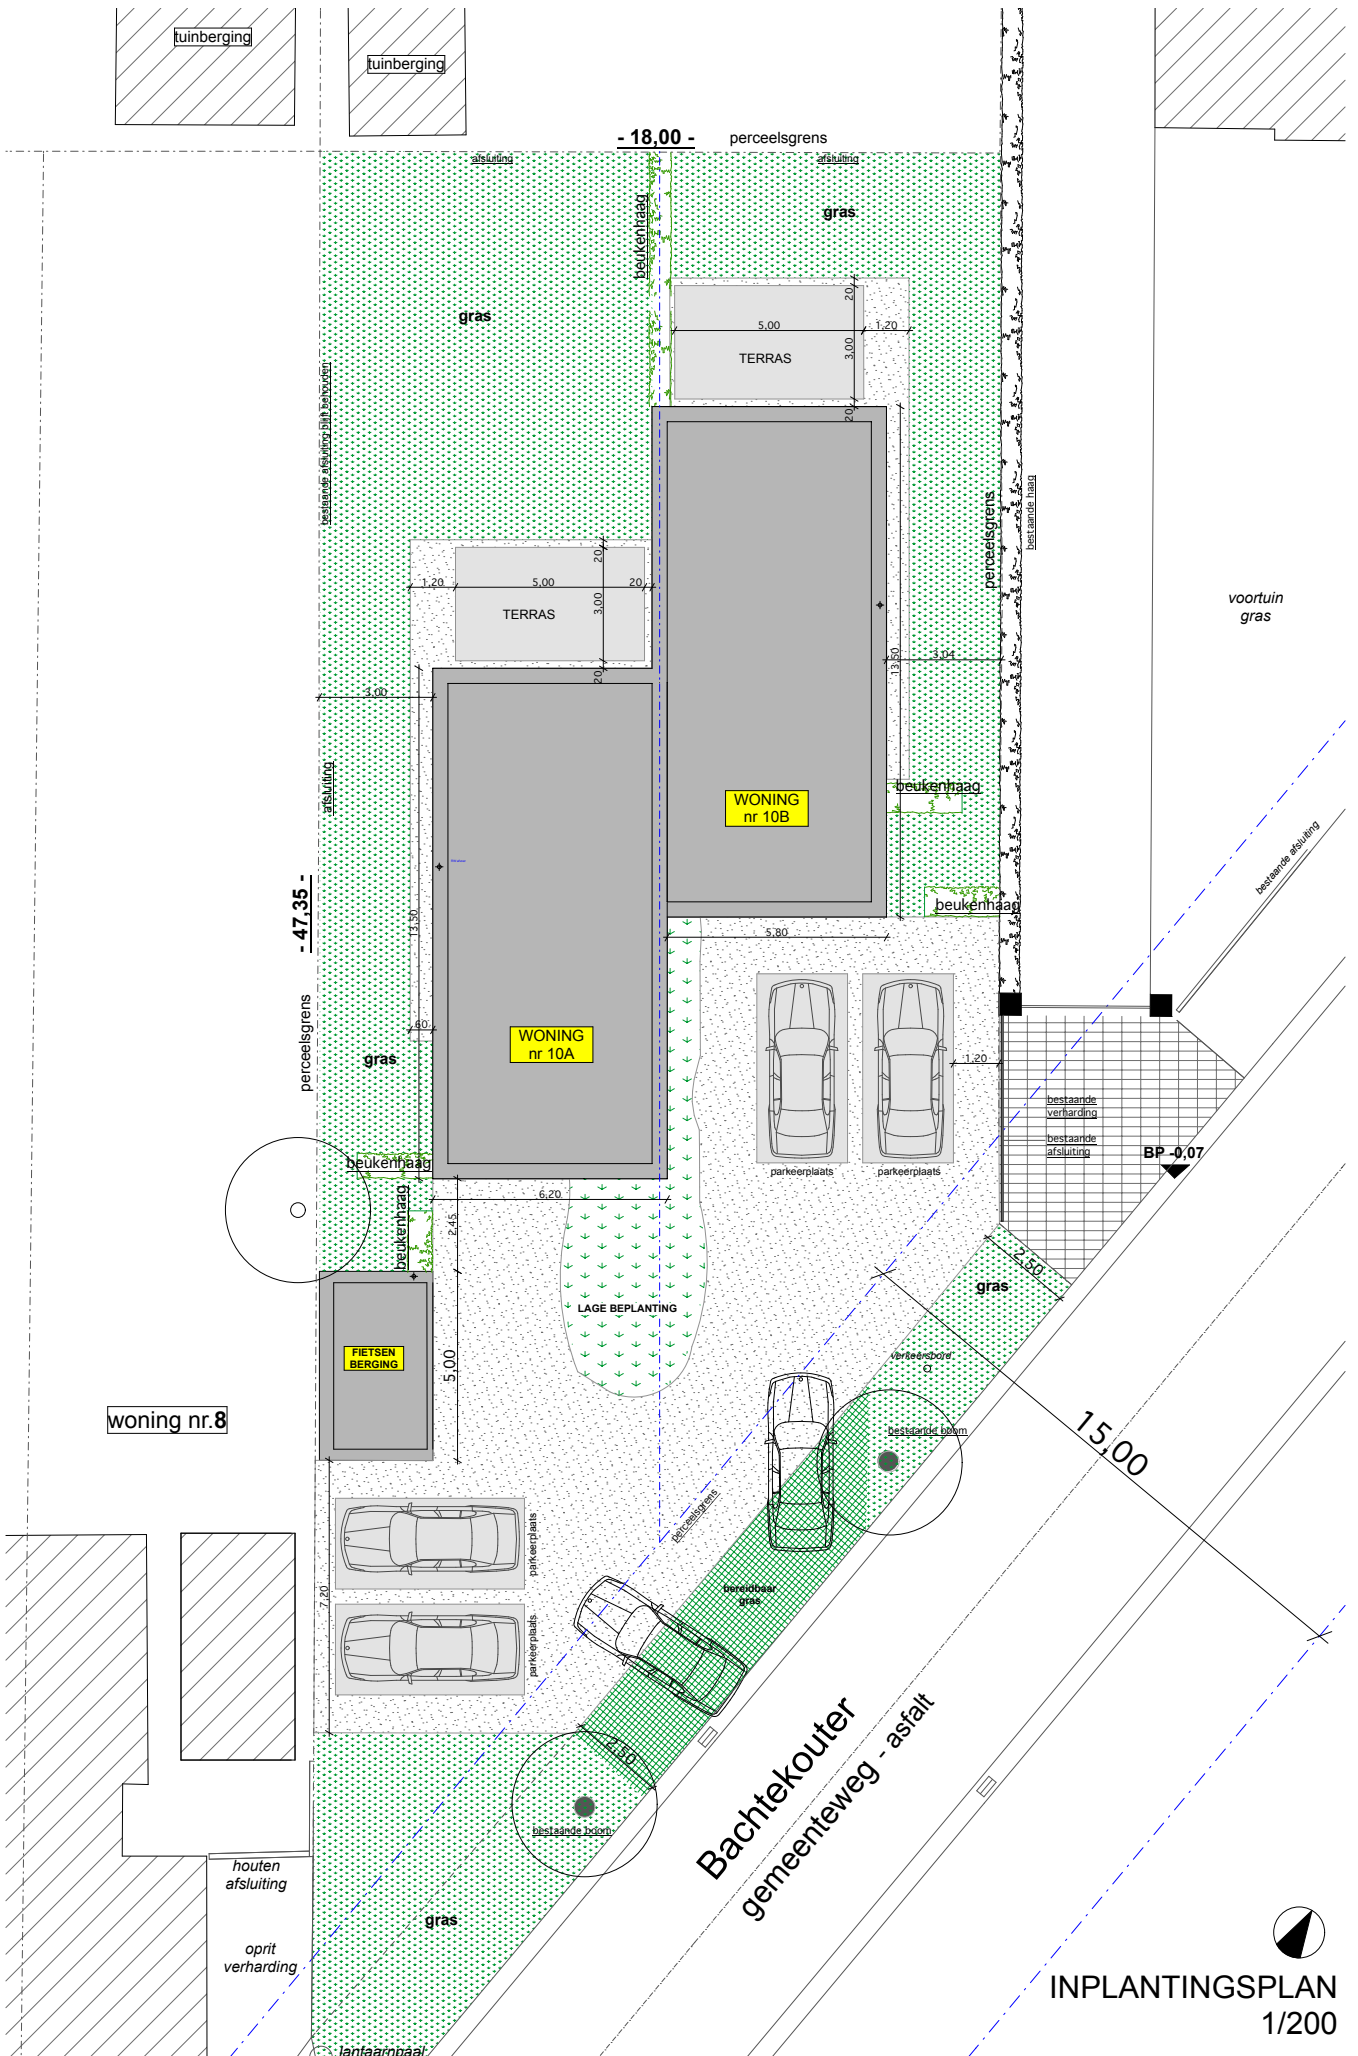 tuinberging
tuinberging
- 18,00 -
perceelsgrens
afsluiting
afsluiting
beukenhaag
gras
gras
20
5,00
1,20
3,00
TERRAS
20
bestaande afsluiting blijft behouden
perceelsgrens
bestaande haag
20
1,20
5,00
20
3,00
TERRAS
20
voortuin
gras
3,00
13,50
3,04
afsluiting
WONING
nr 10B
beukenhaag
beukenhaag
bestaande afsluiting
- 47,35 -
13,50
5,80
perceelsgrens
60
WONING
nr 10A
gras
1,20
bestaande
verharding
bestaande
afsluiting
BP -0,07
parkeerplaats
parkeerplaats
beukenhaag
beukenhaag
6,20
2,45
2,50
gras
LAGE BEPLANTING
FIETSEN
BERGING
5,00
verkeersbord
woning nr.8
bestaande boom
15,00
perceelsgrens
parkeerplaats
7,20
parkeerplaats
bereidbaar
gras
2,50
bestaande boom
Bachtekouter
gemeenteweg - asfalt
houten
afsluiting
gras
oprit
verharding
lantaarnpaal
INPLANTINGSPLAN
1/200